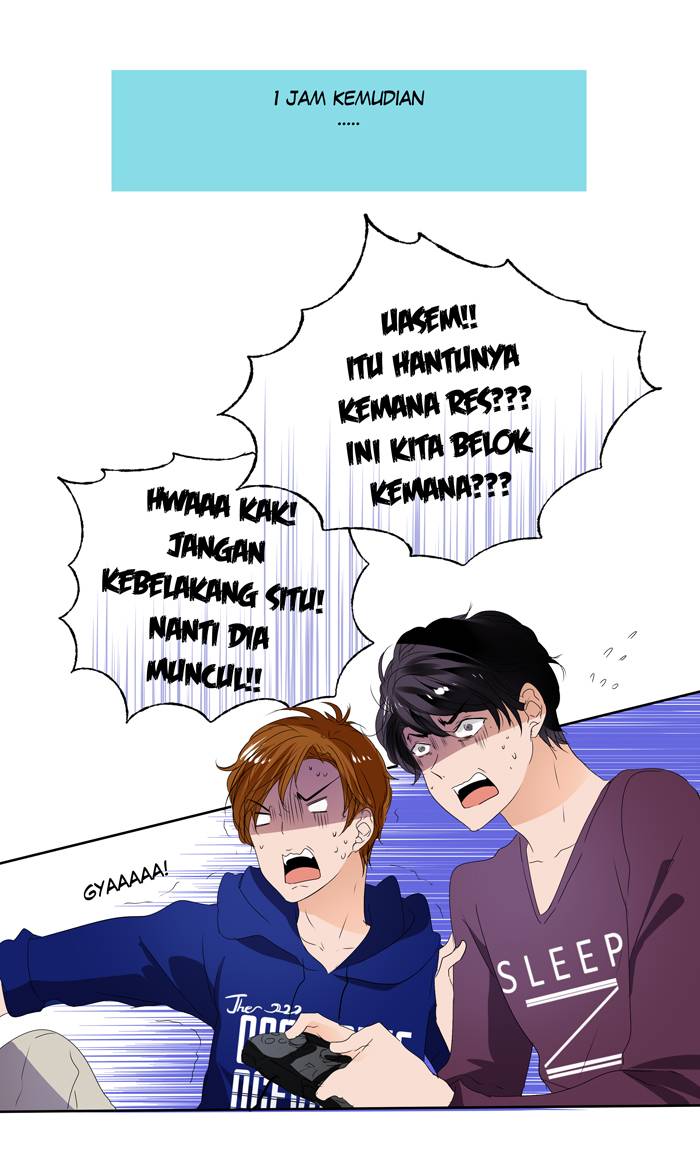 1 JAM KEMUDIAN
.....
UASEM!!
ITU HANTUNYA
KEMANA RES???
INI KITA BELOK
KEMANA???
HWAAA KAK!
JANGAN
KEBELAKANG SITU!
NANTI DIA
MUNCUL!!
GYAAAAA!
SLEEP
Z